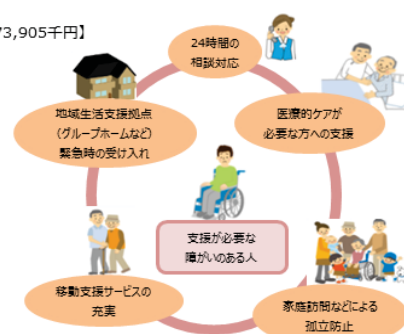 73,905千円】
24時間の
相談対応
地域生活支援拠点
(グループホームなど)
緊急時の受け入れ
医療的ケアが
必要な方への支援
支援が必要な
障がいのある人
移動支援サービスの
充実
家庭訪問などによる
孤立防止